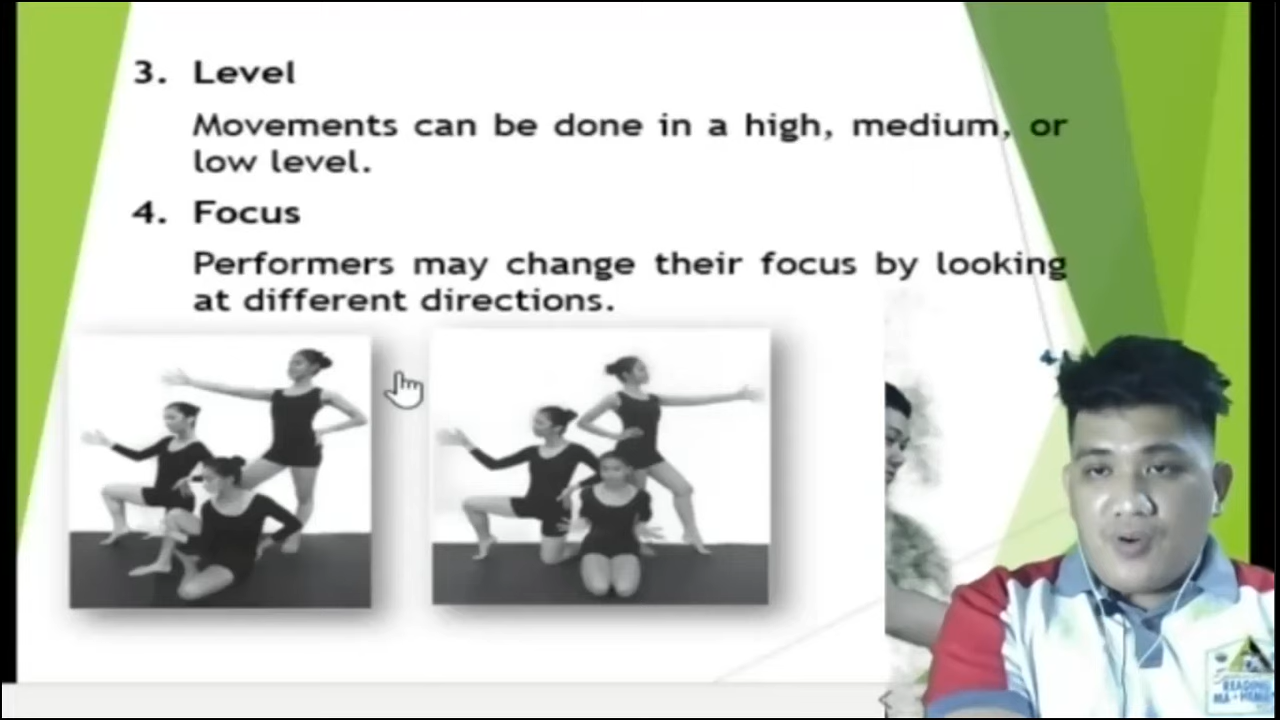 3. Level
Movements can be done in a high, medium, or
low level.
4. Focus
Performers may change their focus by looking
at different directions.
READING